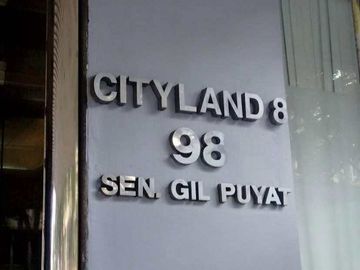 CITYLAND 8
98
SEN. GIL PUYAT